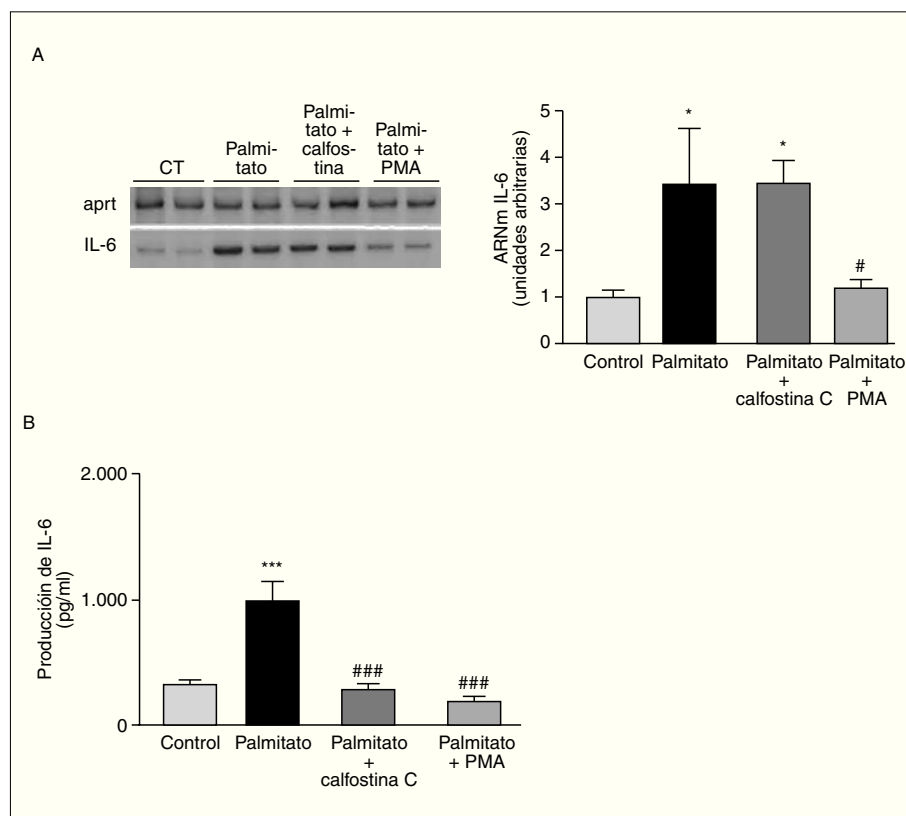 A
CT
Palmi-
tato
Palmi-
tato +
calfos-
tina
Palmi-
tato +
PMA
aprt
IL-6
ARNm IL-6
(unidades arbitrarias)
5
4
3
2
1
0
*
*
#
Control
Palmitato
Palmitato
+
calfostina C
Palmitato
+
PMA
B
Produccióin de IL-6
(pg/ml)
2.000
1.000
0
***
###
###
Control
Palmitato
Palmitato
+
calfostina C
Palmitato
+ PMA